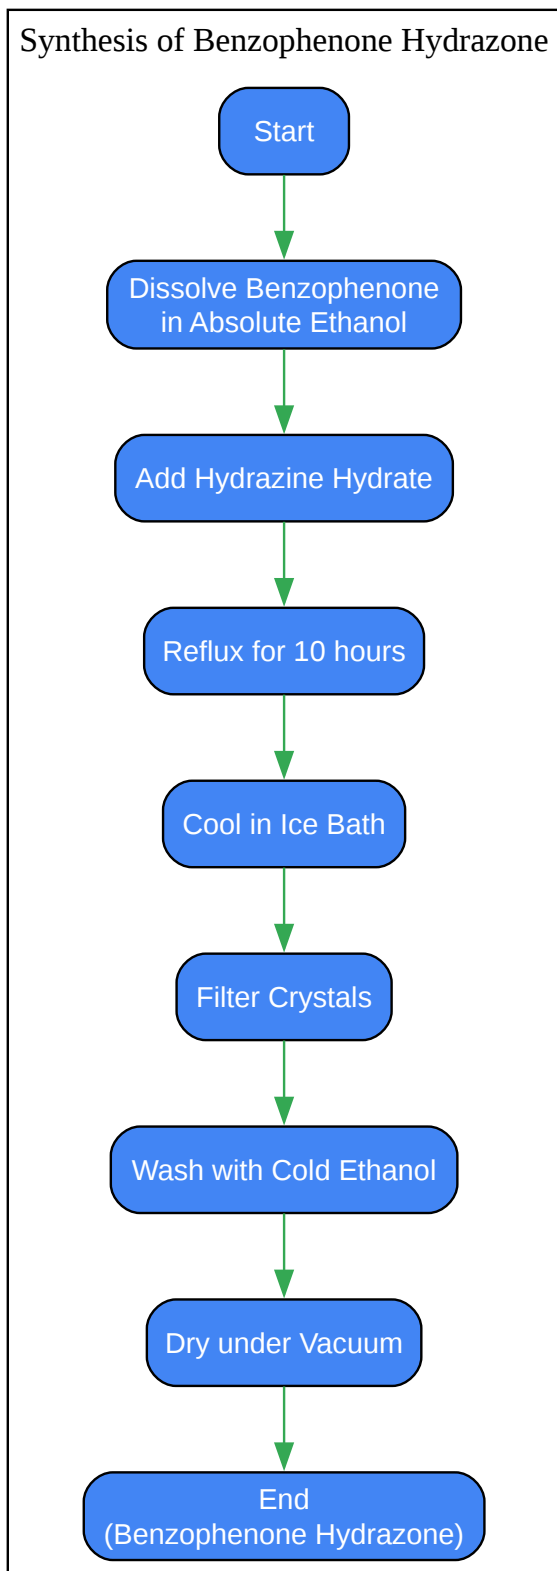 Synthesis of Benzophenone Hydrazone
Start
Dissolve Benzophenone
in Absolute Ethanol
Add Hydrazine Hydrate
Reflux for 10 hours
Cool in Ice Bath
Filter Crystals
Wash with Cold Ethanol
Dry under Vacuum
End
(Benzophenone Hydrazone)